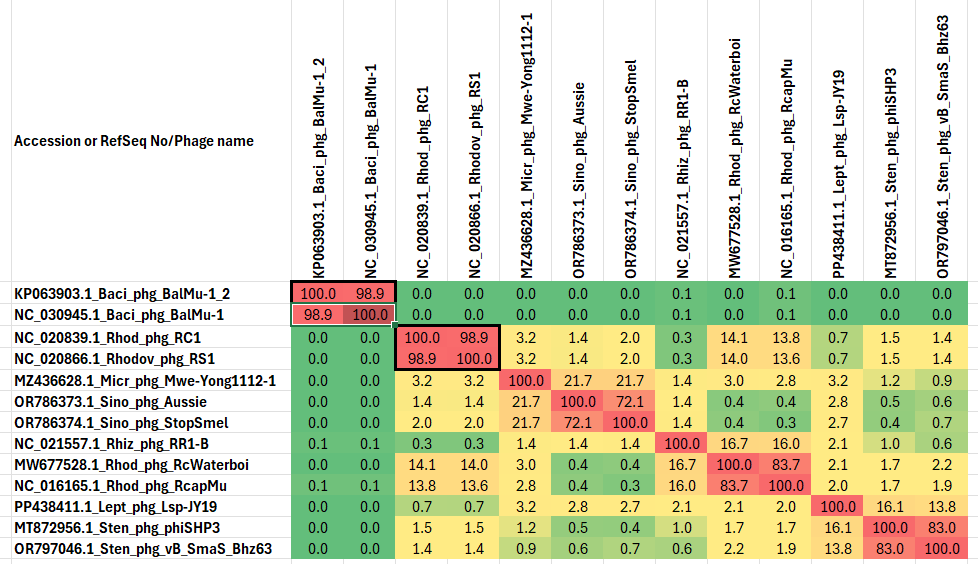 Accession or RefSeq No/Phage name KP063903.1_Baci_phg_BalMu-1_2 NC_030945.1_Baci_phg_BalMu-1 NC_020839.1_Rhod_phg_RC1 NC_020866.1_Rhodov_phg_RS1 MZ436628.1_Micr_phg_Mwe-Yong1112-1 OR786373.1_Sino_phg_Aussie OR786374.1_Sino_phg_StopSmel NC_021557.1_Rhiz_phg_RR1-B MW677528.1_Rhod_phg_RcWaterboi NC_016165.1_Rhod_phg_RcapMu PP438411.1_Lept_phg_Lsp-JY19 MT872956.1_Sten_phg_phiSHP3 OR797046.1_Sten_phg_vB_SmaS_Bhz63
KP063903.1_Baci_phg_BalMu-1_2 100.0 98.9 0.0 0.0 0.0 0.0 0.0 0.1 0.0 0.1 0.0 0.0 0.0
NC_030945.1_Baci_phg_BalMu-1 98.9 100.0 0.0 0.0 0.0 0.0 0.0 0.1 0.0 0.1 0.0 0.0 0.0
NC_020839.1_Rhod_phg_RC1 0.0 0.0 100.0 98.9 3.2 1.4 2.0 0.3 14.1 13.8 0.7 1.5 1.4
NC_020866.1_Rhodov_phg_RS1 0.0 0.0 98.9 100.0 3.2 1.4 2.0 0.3 14.0 13.6 0.7 1.5 1.4
MZ436628.1_Micr_phg_Mwe-Yong1112-1 0.0 0.0 3.2 3.2 100.0 21.7 21.7 1.4 3.0 2.8 3.2 1.2 0.9
OR786373.1_Sino_phg_Aussie 0.0 0.0 1.4 1.4 21.7 100.0 72.1 1.4 0.4 0.4 2.8 0.5 0.6
OR786374.1_Sino_phg_StopSmel 0.0 0.0 2.0 2.0 21.7 72.1 100.0 1.4 0.4 0.3 2.7 0.4 0.7
NC_021557.1_Rhiz_phg_RR1-B 0.1 0.1 0.3 0.3 1.4 1.4 1.4 100.0 16.7 16.0 2.1 1.0 0.6
MW677528.1_Rhod_phg_RcWaterboi 0.0 0.0 14.1 14.0 3.0 0.4 0.4 16.7 100.0 83.7 2.1 1.7 2.2
NC_016165.1_Rhod_phg_RcapMu 0.1 0.1 13.8 13.6 2.8 0.4 0.3 16.0 83.7 100.0 2.0 1.7 1.9
PP438411.1_Lept_phg_Lsp-JY19 0.0 0.0 0.7 0.7 3.2 2.8 2.7 2.1 2.1 2.0 100.0 16.1 13.8
MT872956.1_Sten_phg_phiSHP3 0.0 0.0 1.5 1.5 1.2 0.5 0.4 1.0 1.7 1.7 16.1 100.0 83.0
OR797046.1_Sten_phg_vB_SmaS_Bhz63 0.0 0.0 1.4 1.4 0.9 0.6 0.7 0.6 2.2 1.9 13.8 83.0 100.0